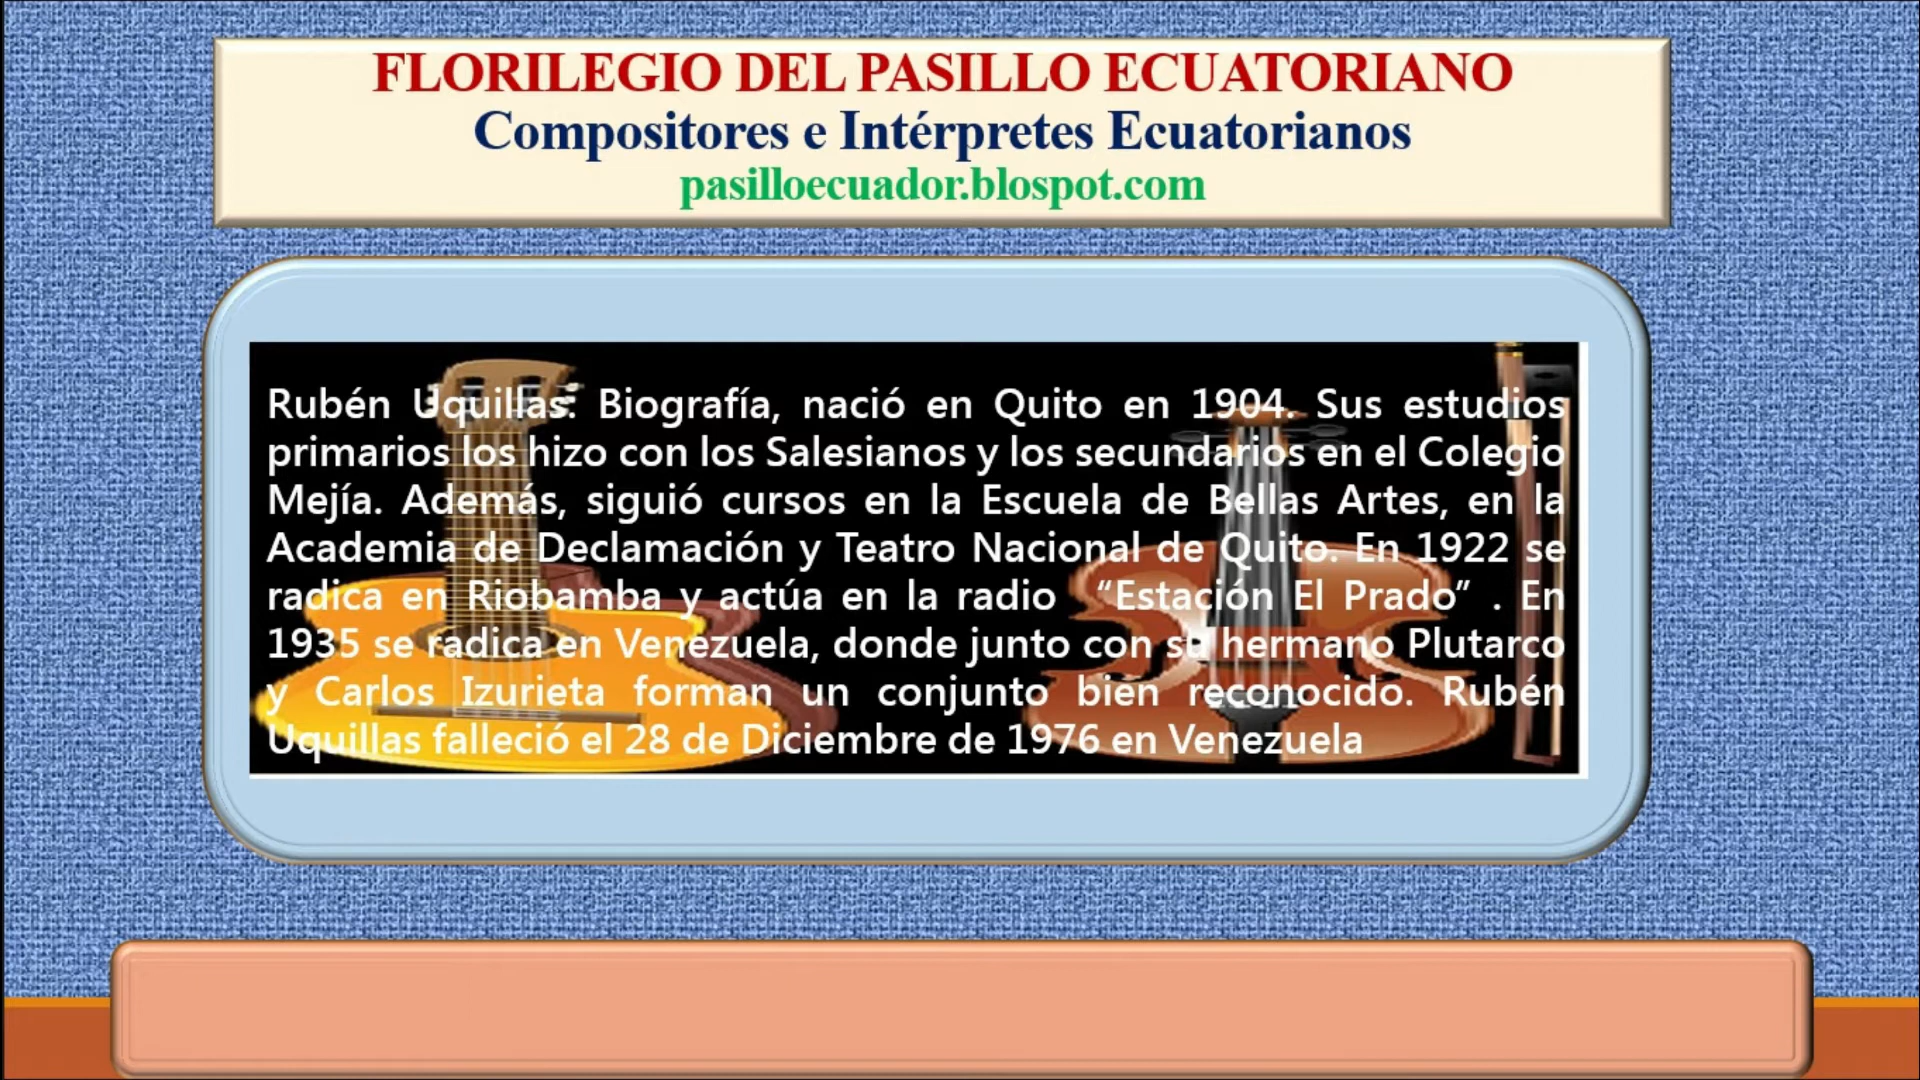 FLORILEGIO DEL PASILLO ECUATORIANO
Compositores e Intérpretes Ecuatorianos
pasilloecuador.blospot.com
Rubén Uquillas: Biografía, nació en Quito en 1904. Sus estudios
primarios los hizo con los Salesianos y los secundarios en el Colegio
Mejía. Además, siguió cursos en la Escuela de Bellas Artes, en la
Academia de Declamación y Teatro Nacional de Quito. En 1922 se
radica en Riobamba y actúa en la radio “Estación El Prado” . En
1935 se radica en Venezuela, donde junto con su hermano Plutarco
y Carlos Izurieta forman un conjunto bien reconocido. Rubén
Uquillas falleció el 28 de Diciembre de 1976 en Venezuela